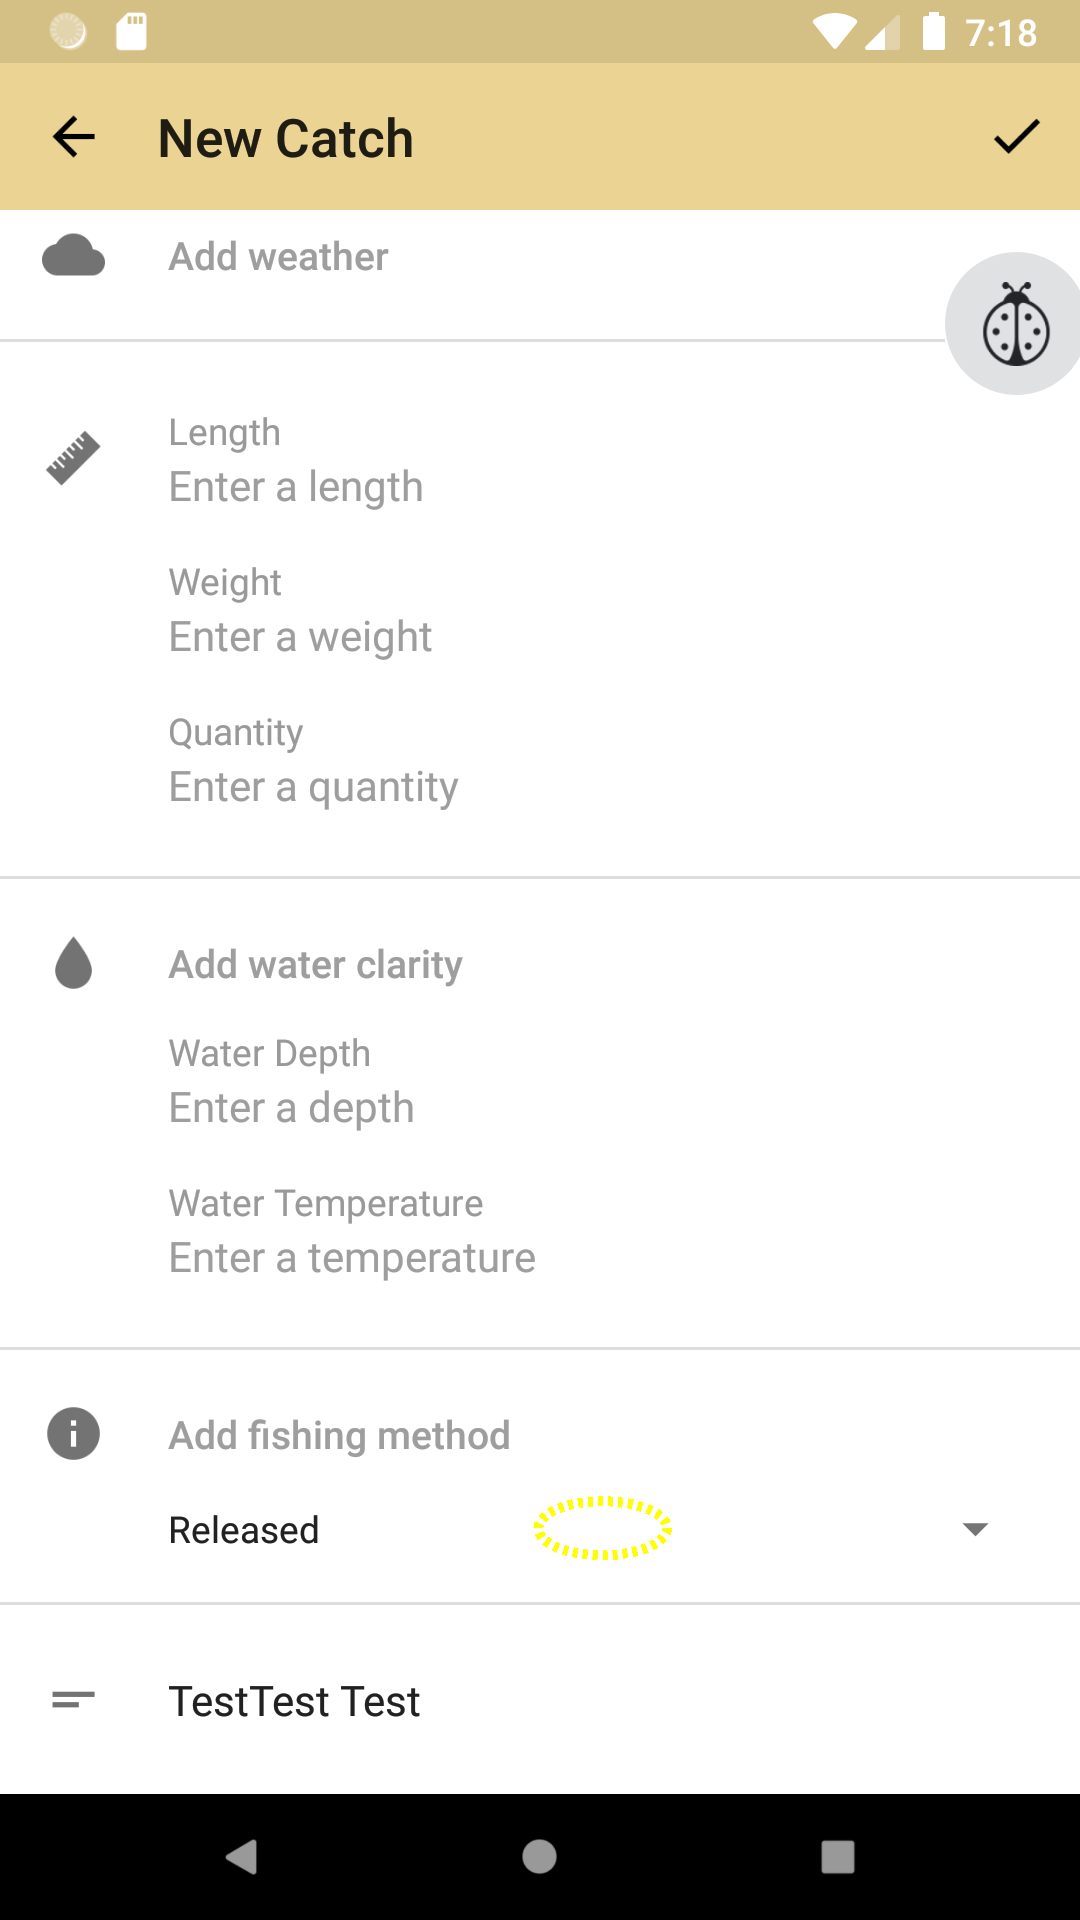 7:18
New Catch
Add weather
Length
Enter a length
Weight
Enter a weight
Quantity
Enter a quantity
Add water clarity
Water Depth
Enter a depth
Water Temperature
Enter a temperature
Add fishing method
Released
TestTest Test